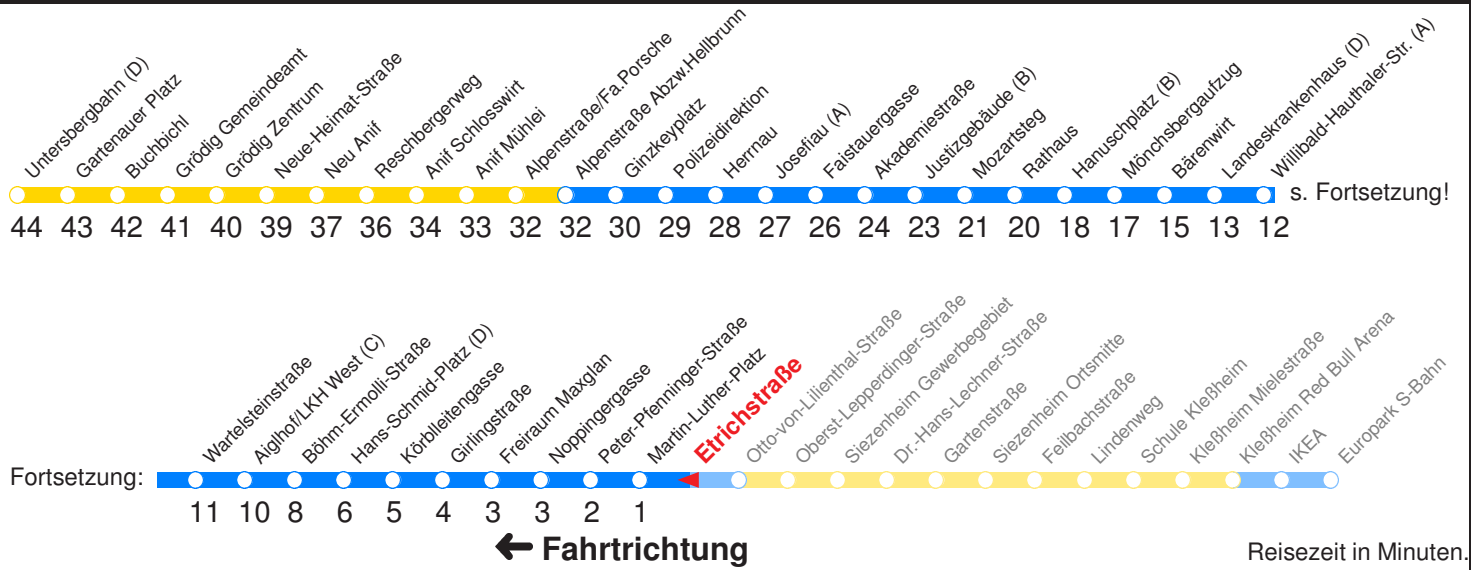 Untersbergbahn (D)
Gartenauer Platz
Buchbichl
Grödig Gemeindeamt
Grödig Zentrum
Neue-Heimat-Straße
Neu Anif
Reschbergerweg
Anif Schlosswirt
Anif Mühlei
Alpenstraße/Fa.Porsche
Alpenstraße Abzw.Hellbrunn
Ginzkeyplatz
Polizeidirektion
Herrnau
Josefiau (A)
Faistauergasse
Akademiestraße
Justizgebäude (B)
Mozartsteg
Rathaus
Hanuschplatz (B)
Mönchsbergaufzug
Bärenwirt
Landeskrankenhaus (D)
Willibald-Hauthaler-Str. (A)
s. Fortsetzung!
44 43 42 41 40 39 37 36 34 33 32 32 30 29 28 27 26 24 23 21 20 18 17 15 13 12
Wartelsteinstraße
Aiglhof/LKH West (C)
Böhm-Ermolli-Straße
Hans-Schmid-Platz (D)
Körblleitengasse
Girlingstraße
Freiraum Maxglan
Noppingergasse
Peter-Pfenninger-Straße
Martin-Luther-Platz
Etrichstraße
Otto-von-Lilienthal-Straße
Oberst-Lepperdinger-Straße
Siezenheim Gewerbegebiet
Dr.-Hans-Lechner-Straße
Gartenstraße
Siezenheim Ortsmitte
Feilbachstraße
Lindenweg
Schule Kleßheim
Kleßheim Mielestraße
Kleßheim Red Bull Arena
IKEA
Europark S-Bahn
Fortsetzung:
11 10 8 6 5 4 3 3 2 1
Fahrtrichtung
Reisezeit in Minuten.